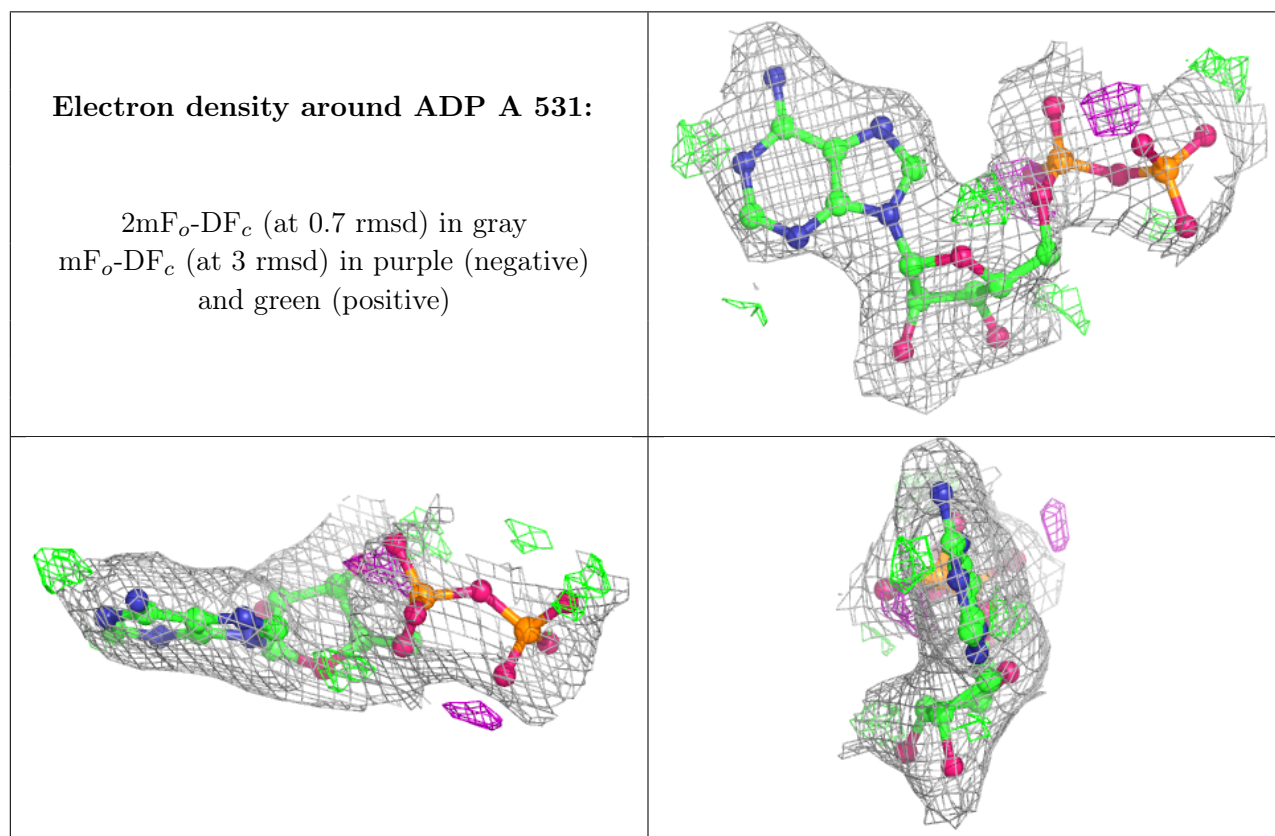 Electron density around ADP A 531:
2mFo-DFc (at 0.7 rmsd) in gray
mFo-DFc (at 3 rmsd) in purple (negative)
and green (positive)